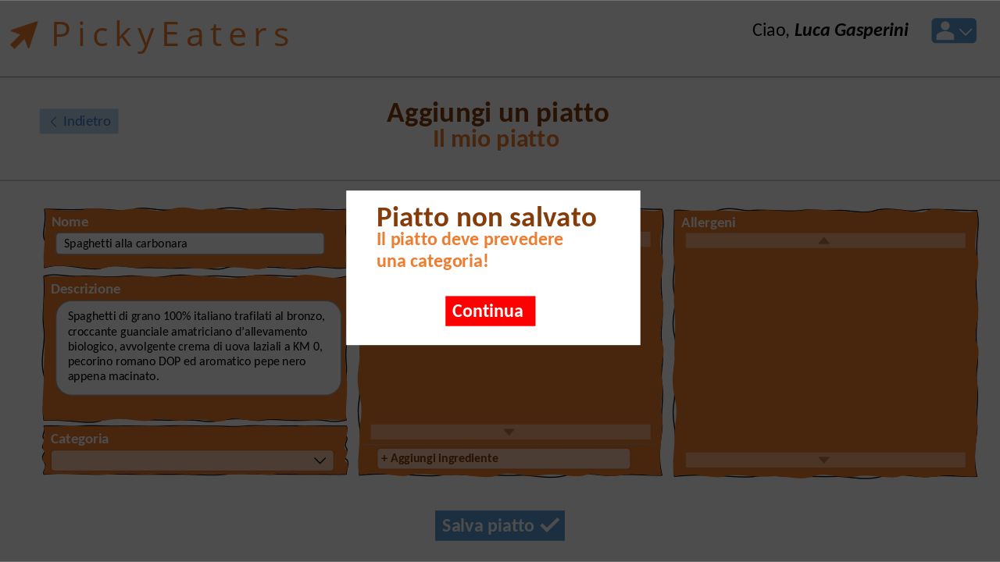 PickyEaters
Ciao, Luca Gasperini
Indietro
Aggiungi un piatto
Il mio piatto
Nome
Spaghetti alla carbonara
Descrizione
Spaghetti di grano 100% italiano trafilati al bronzo,
croccante guanciale amatriciano d’allevamento
biologico, avvolgente crema di uova laziali a KM 0,
pecorino romano DOP ed aromatico pepe nero
appena macinato.
Categoria
Piatto non salvato
Il piatto deve prevedere
una categoria!
Continua
+ Aggiungi ingrediente
Allergeni
Salva piatto